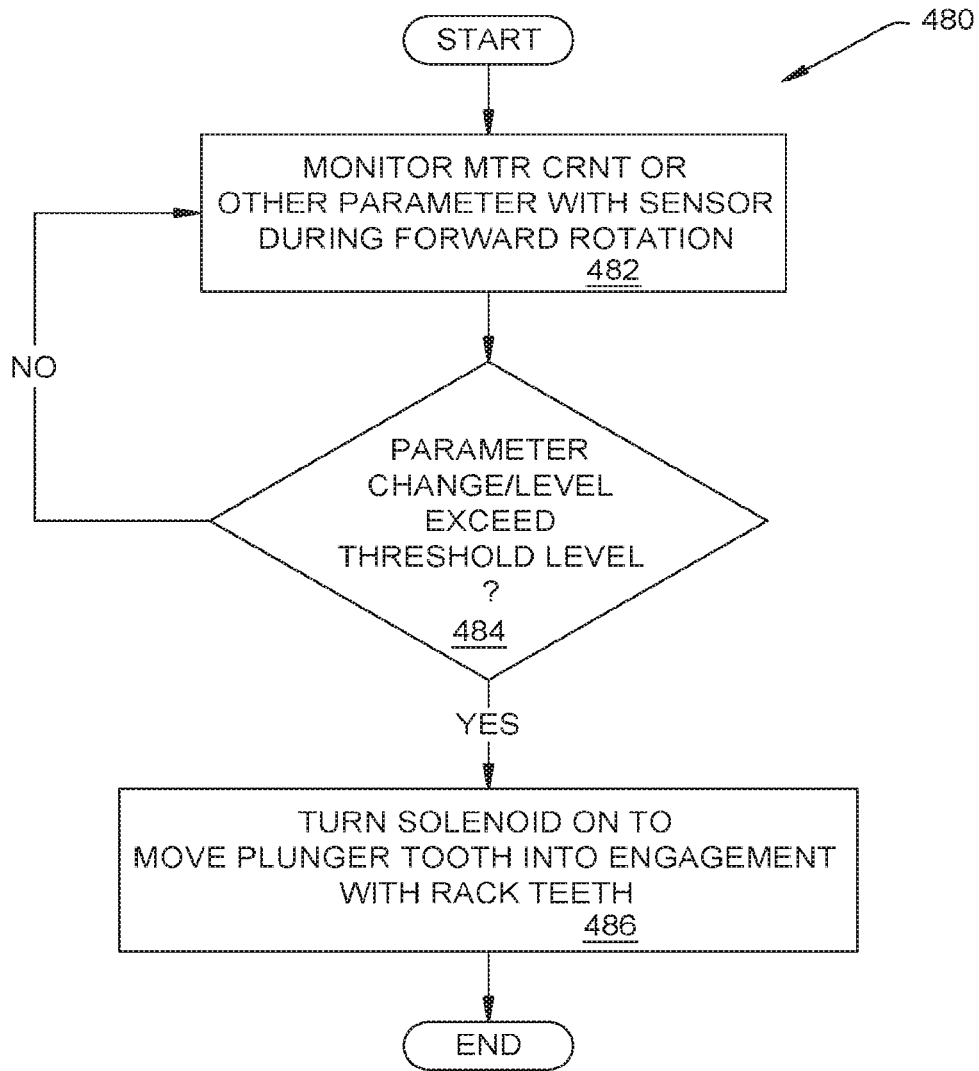 START
480
MONITOR MTR CRNT OR
OTHER PARAMETER WITH SENSOR
DURING FORWARD ROTATION
482
NO
PARAMETER
CHANGE/LEVEL
EXCEED
THRESHOLD LEVEL
?
484
YES
TURN SOLENOID ON TO
MOVE PLUNGER TOOTH INTO ENGAGEMENT
WITH RACK TEETH
486
END